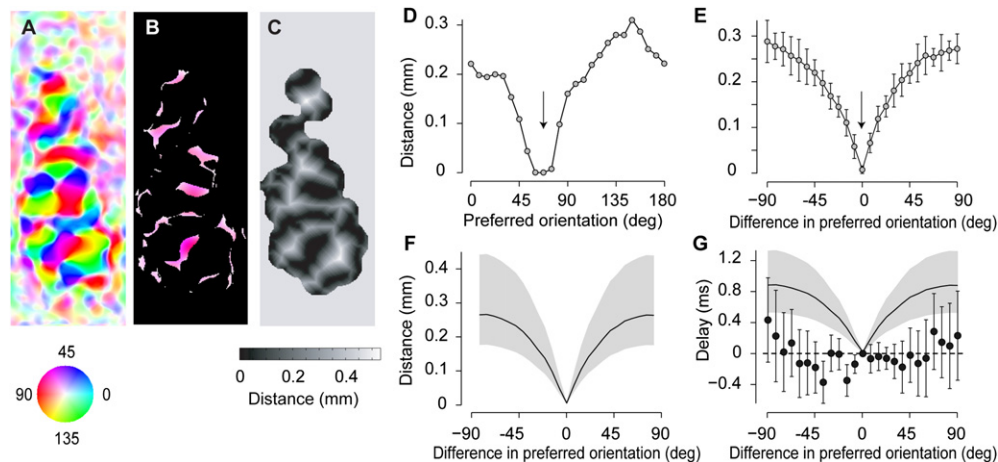 A
B
C
45
90
0
135
0 0.2 0.4
Distance (mm)
D
0.3
0.2
0.1
0
Distance (mm)
0 45 90 135 180
Preferred orientation (deg)
E
0.3
0.2
0.1
0
−90 −45 0 45 90
Difference in preferred orientation (deg)
F
0.4
0.3
0.2
0.1
0
Distance (mm)
−90 −45 0 45 90
Difference in preferred orientation (deg)
G
1.2
0.8
0.4
0
−0.4
Delay (ms)
−90 −45 0 45 90
Difference in preferred orientation (deg)